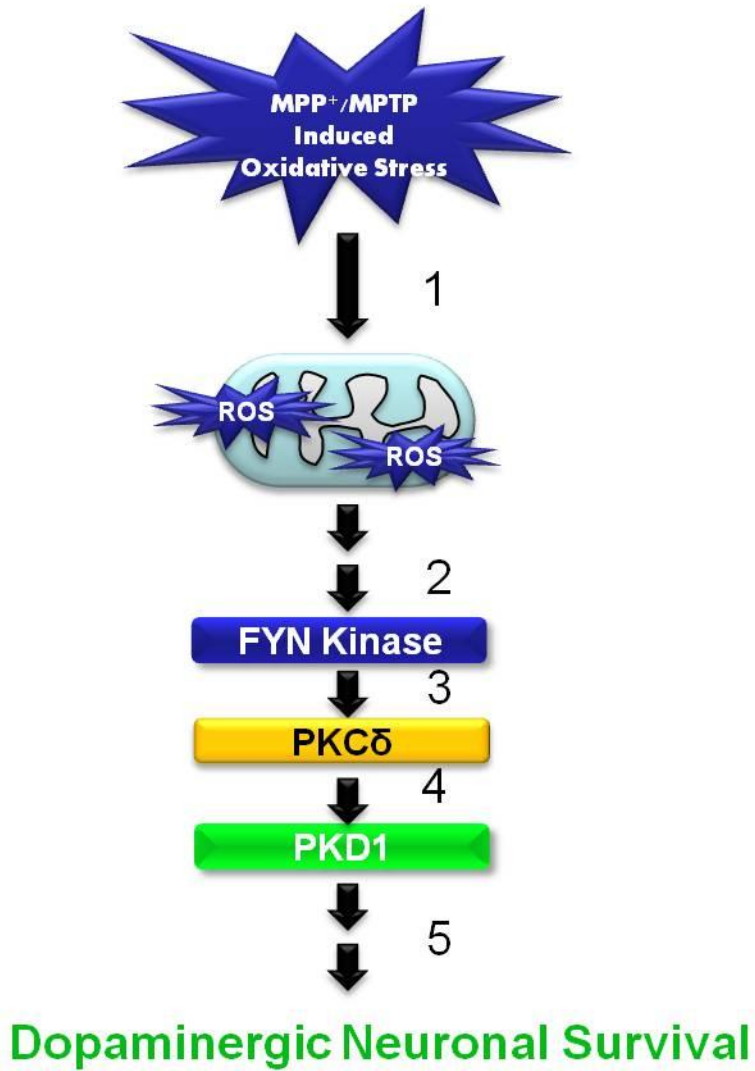 MPP⁺/MPTP
Induced
Oxidative Stress
1
ROS
ROS
2
FYN Kinase
3
PKCδ
4
PKD1
5
Dopaminergic Neuronal Survival